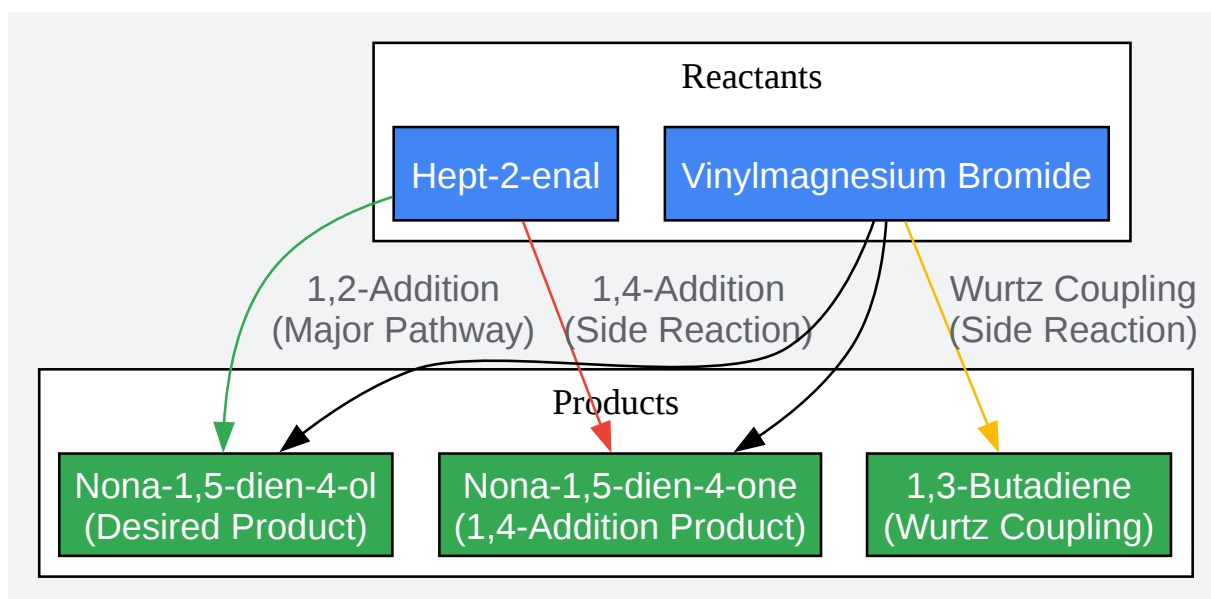 Reactants
Hept-2-enal
Vinylmagnesium Bromide
1,2-Addition
(Major Pathway)
1,4-Addition
(Side Reaction)
Wurtz Coupling
(Side Reaction)
Products
Nona-1,5-dien-4-ol
(Desired Product)
Nona-1,5-dien-4-one
(1,4-Addition Product)
1,3-Butadiene
(Wurtz Coupling)